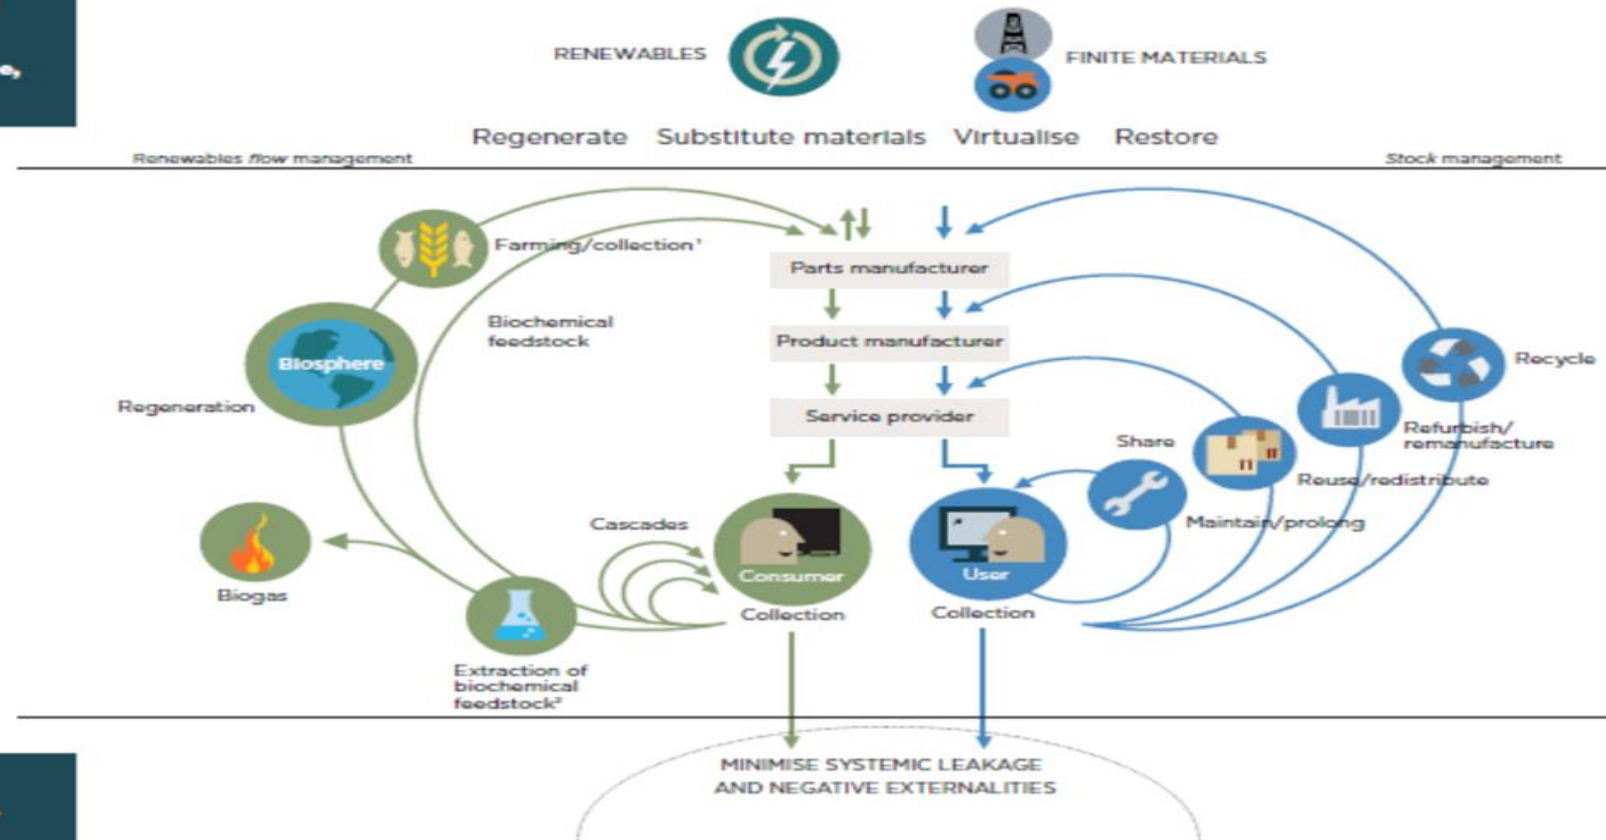 e,
RENEWABLES
FINITE MATERIALS
Regenerate Substitute materials Virtualise Restore
Renewables flow management
Stock management
Farming/collection¹
Parts manufacturer
Biochemical
feedstock
Product manufacturer
Biosphere
Recycle
Regeneration
Service provider
Refurbish/
remanufacture
Share
Reuse/redistribute
Cascades
Maintain/prolong
Consumer
User
Biogas
Collection
Collection
Extraction of
biochemical
feedstock²
MINIMISE SYSTEMIC LEAKAGE
AND NEGATIVE EXTERNALITIES